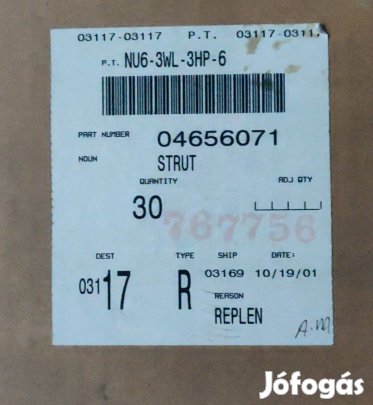 03117-03117 P.T. 03117-03117
P.T. NU6-3WL-3HP-6
PART NUMBER 04656071
NOUN STRUT
QUANTITY ADJ QTY
30
767756
DEST TYPE SHIP DATE:
03117 R 03169 10/19/01
REASON
REPLEN
A.M
Jófogás